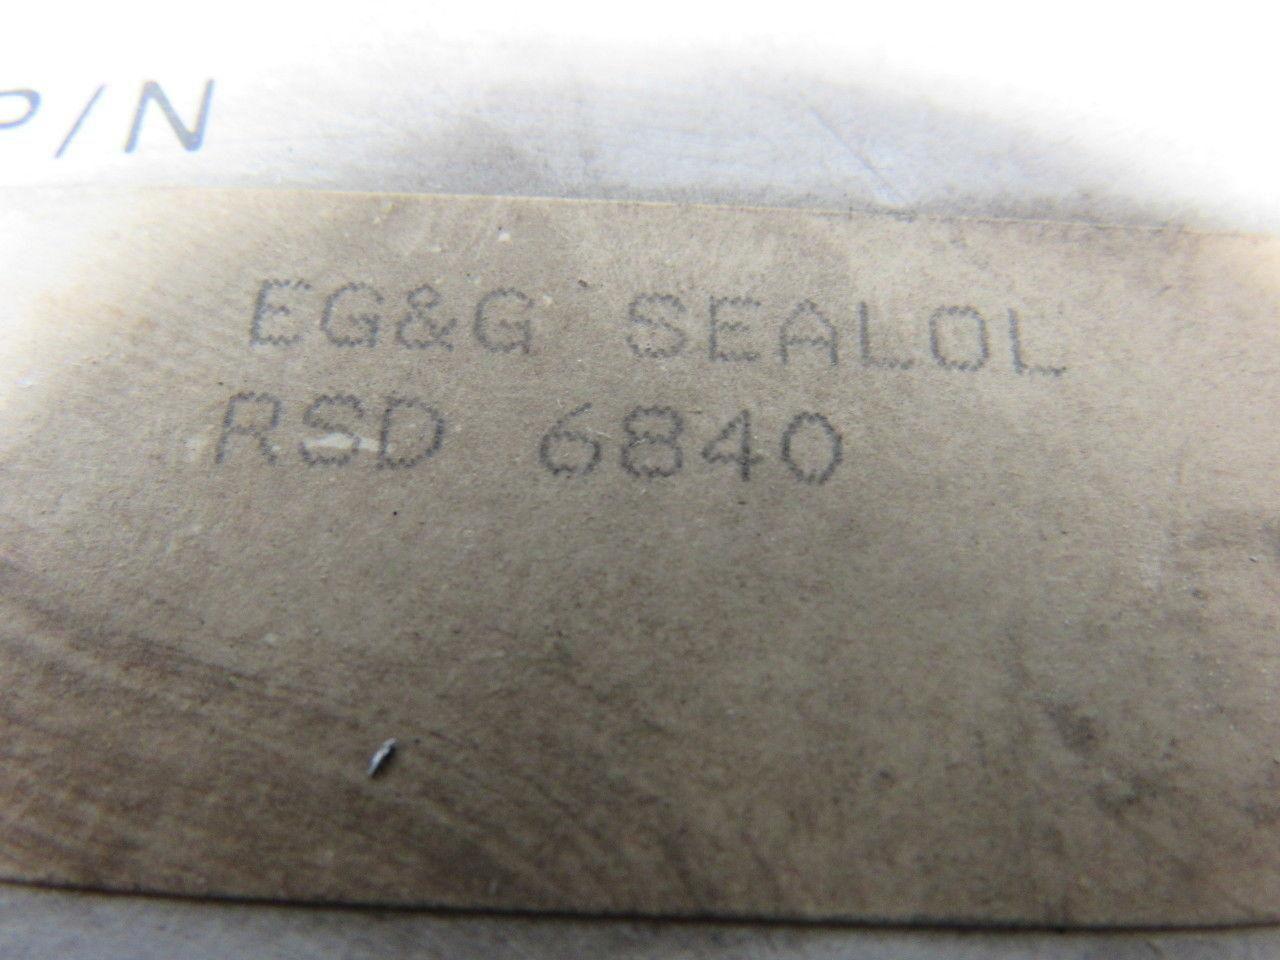 P/N
EG&G SEALOL
RSD 6840